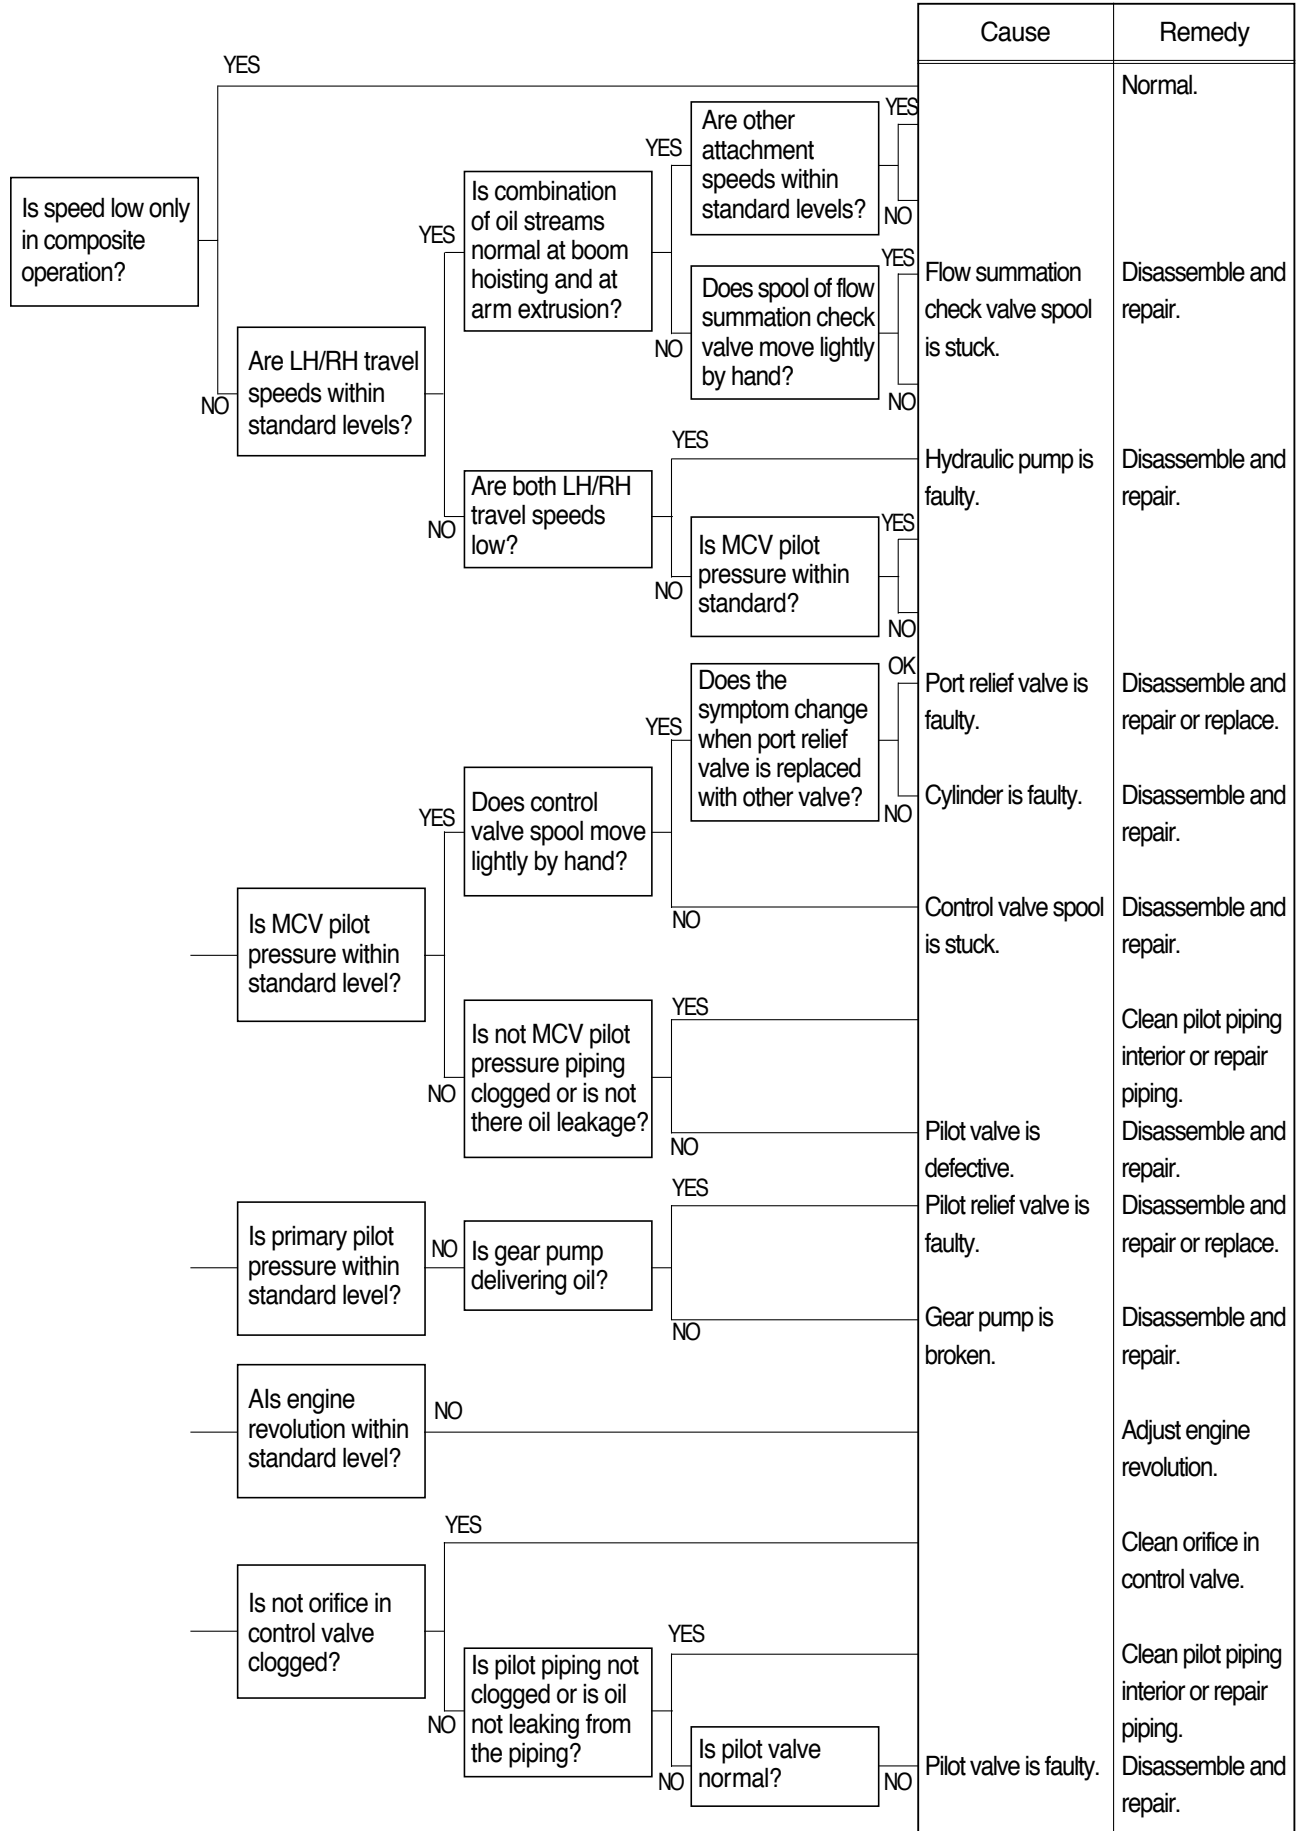 Cause
Remedy
YES
Normal.
Is speed low only
in composite
operation?
NO
Are LH/RH travel
speeds within
standard levels?
YES
Is combination
of oil streams
normal at boom
hoisting and at
arm extrusion?
YES
Are other
attachment
speeds within
standard levels?
YES
NO
NO
Does spool of flow
summation check
valve move lightly
by hand?
YES
NO
Flow summation
check valve spool
is stuck.
Disassemble and
repair.
NO
Are both LH/RH
travel speeds
low?
YES
Hydraulic pump is
faulty.
Disassemble and
repair.
NO
Is MCV pilot
pressure within
standard?
YES
NO
Is MCV pilot
pressure within
standard level?
YES
Does control
valve spool move
lightly by hand?
YES
Does the
symptom change
when port relief
valve is replaced
with other valve?
OK
Port relief valve is
faulty.
Disassemble and
repair or replace.
NO
Cylinder is faulty.
Disassemble and
repair.
NO
Control valve spool
is stuck.
Disassemble and
repair.
NO
Is not MCV pilot
pressure piping
clogged or is not
there oil leakage?
YES
Clean pilot piping
interior or repair
piping.
NO
Pilot valve is
defective.
Disassemble and
repair.
Is primary pilot
pressure within
standard level?
NO
Is gear pump
delivering oil?
YES
Pilot relief valve is
faulty.
Disassemble and
repair or replace.
NO
Gear pump is
broken.
Disassemble and
repair.
AIs engine
revolution within
standard level?
NO
Adjust engine
revolution.
Is not orifice in
control valve
clogged?
YES
Clean orifice in
control valve.
NO
Is pilot piping not
clogged or is oil
not leaking from
the piping?
YES
Clean pilot piping
interior or repair
piping.
NO
Is pilot valve
normal?
NO
Pilot valve is faulty.
Disassemble and
repair.